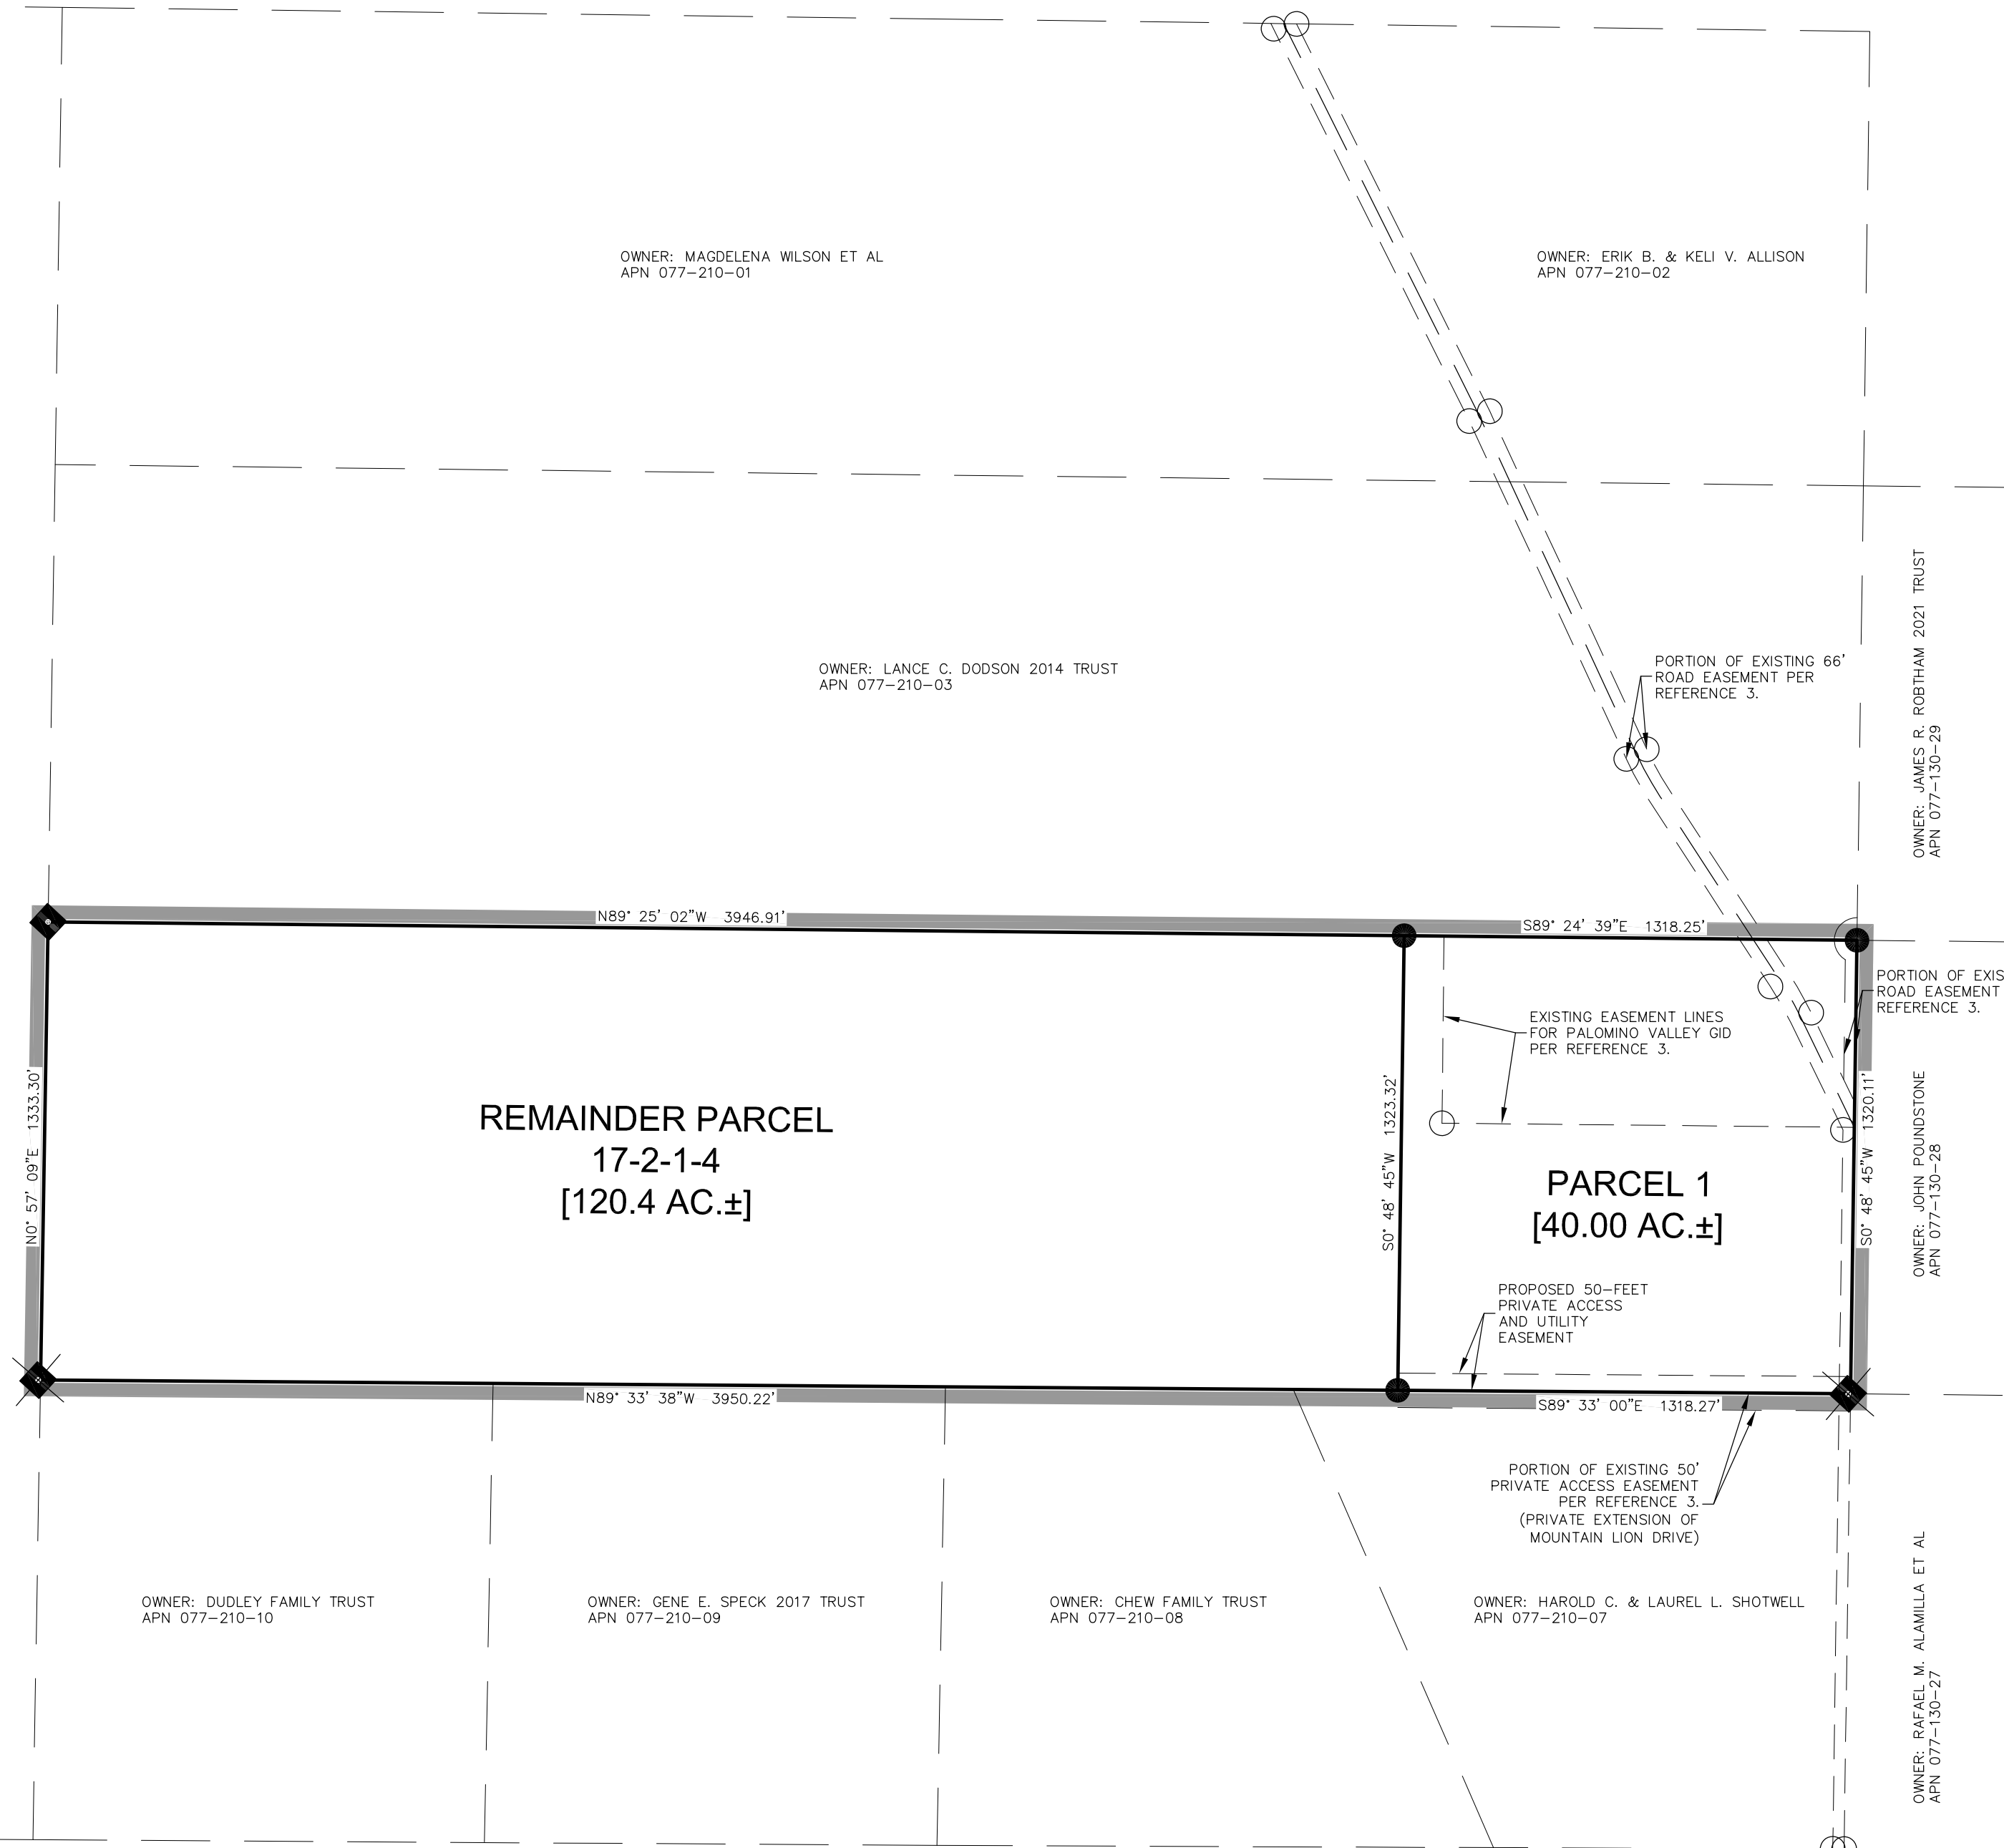 OWNER: MAGDELENA WILSON ET AL
APN 077-210-01
OWNER: ERIK B. & KELI V. ALLISON
APN 077-210-02
OWNER: LANCE C. DODSON 2014 TRUST
APN 077-210-03
PORTION OF EXISTING 66'
ROAD EASEMENT PER
REFERENCE 3.
OWNER: JAMES R. ROBTHAM 2021 TRUST
APN 077-130-29
N89° 25' 02"W 3946.91'
S89° 24' 39"E 1318.25'
PORTION OF EXIS
ROAD EASEMENT
REFERENCE 3.
EXISTING EASEMENT LINES
FOR PALOMINO VALLEY GID
PER REFERENCE 3.
N0° 57' 09"E 1333.30'
REMAINDER PARCEL
17-2-1-4
[120.4 AC.±]
S0° 48' 45"W 1323.32'
PARCEL 1
[40.00 AC.±]
S0° 48' 45"W 1320.11'
OWNER: JOHN POUNDSTONE
APN 077-130-28
PROPOSED 50-FEET
PRIVATE ACCESS
AND UTILITY
EASEMENT
N89° 33' 38"W 3950.22'
S89° 33' 00"E 1318.27'
PORTION OF EXISTING 50'
PRIVATE ACCESS EASEMENT
PER REFERENCE 3.
(PRIVATE EXTENSION OF
MOUNTAIN LION DRIVE)
OWNER: DUDLEY FAMILY TRUST
APN 077-210-10
OWNER: GENE E. SPECK 2017 TRUST
APN 077-210-09
OWNER: CHEW FAMILY TRUST
APN 077-210-08
OWNER: HAROLD C. & LAUREL L. SHOTWELL
APN 077-210-07
OWNER: RAFAEL M. ALAMILLA ET AL
APN 077-130-27